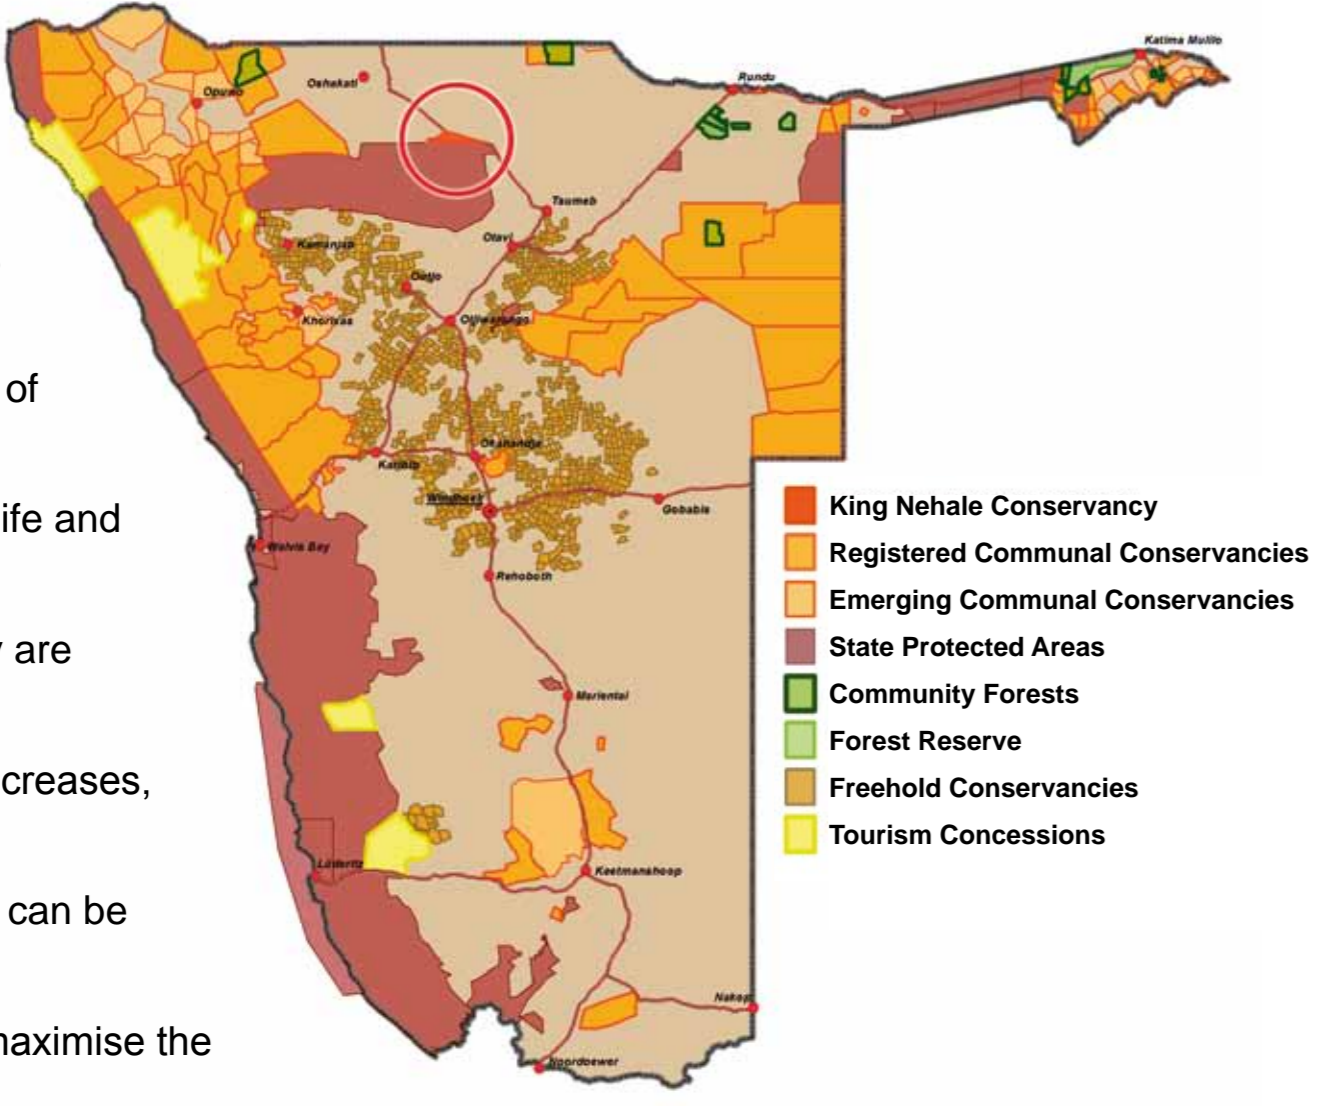 Katima Mulilo
Rundu
Oshakati
Opuwo
Tsumeb
Otavi
Kamanjab
Outjo
Khorixas
Otjiwarongo
of
Okahandja
Karibib
Windhoek
Gobabis
King Nehale Conservancy
Registered Communal Conservancies
Emerging Communal Conservancies
State Protected Areas
Community Forests
Forest Reserve
Freehold Conservancies
Tourism Concessions
ife and
Walvis Bay
Rehoboth
are
Mariental
creases,
Lüderitz
Keetmanshoop
can be
Nakop
naximise the
Noordoewer